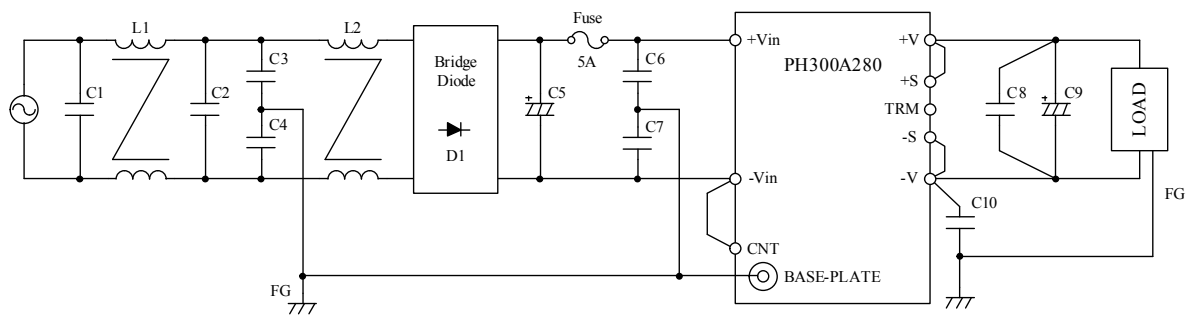 L1
L2
Fuse
5A
C1
C2
C3
C4
Bridge
Diode
D1
C5
C6
C7
+Vin
-Vin
CNT
BASE-PLATE
PH300A280
+V
+S
TRM
-S
-V
C8
C9
+
+
C10
LOAD
FG
FG